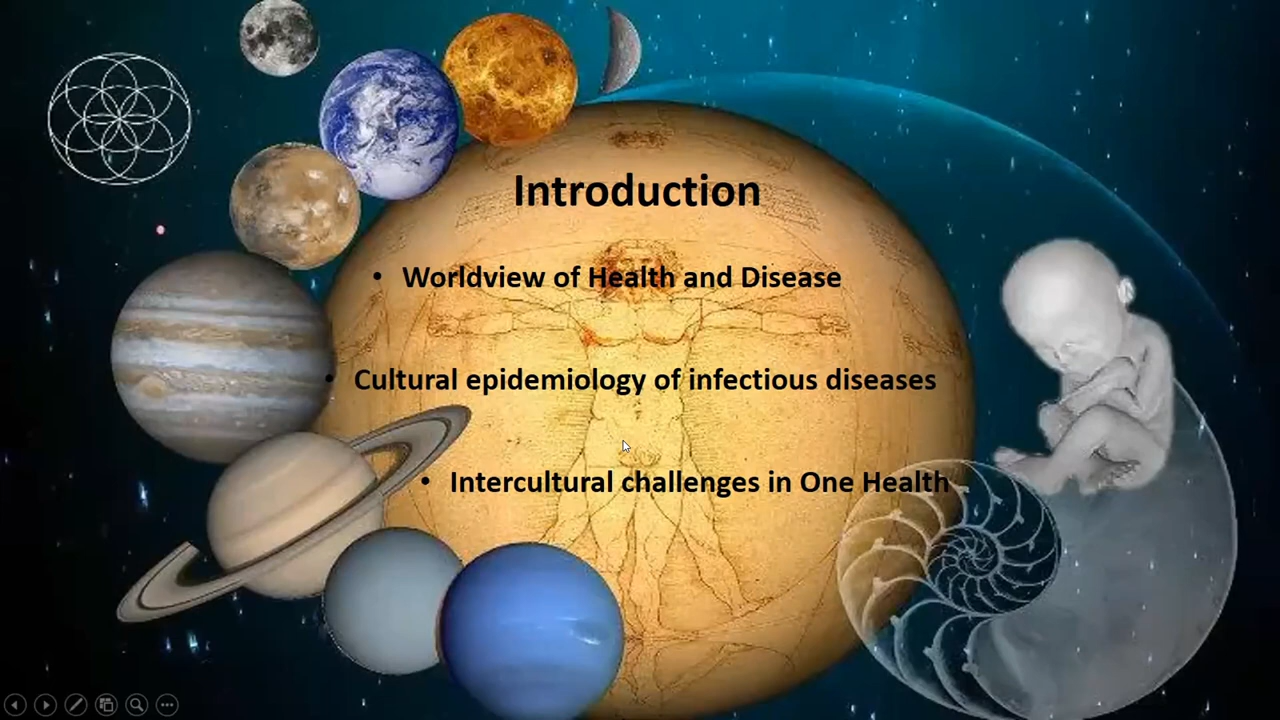 Introduction
• Worldview of Health and Disease
• Cultural epidemiology of infectious diseases
• Intercultural challenges in One Health